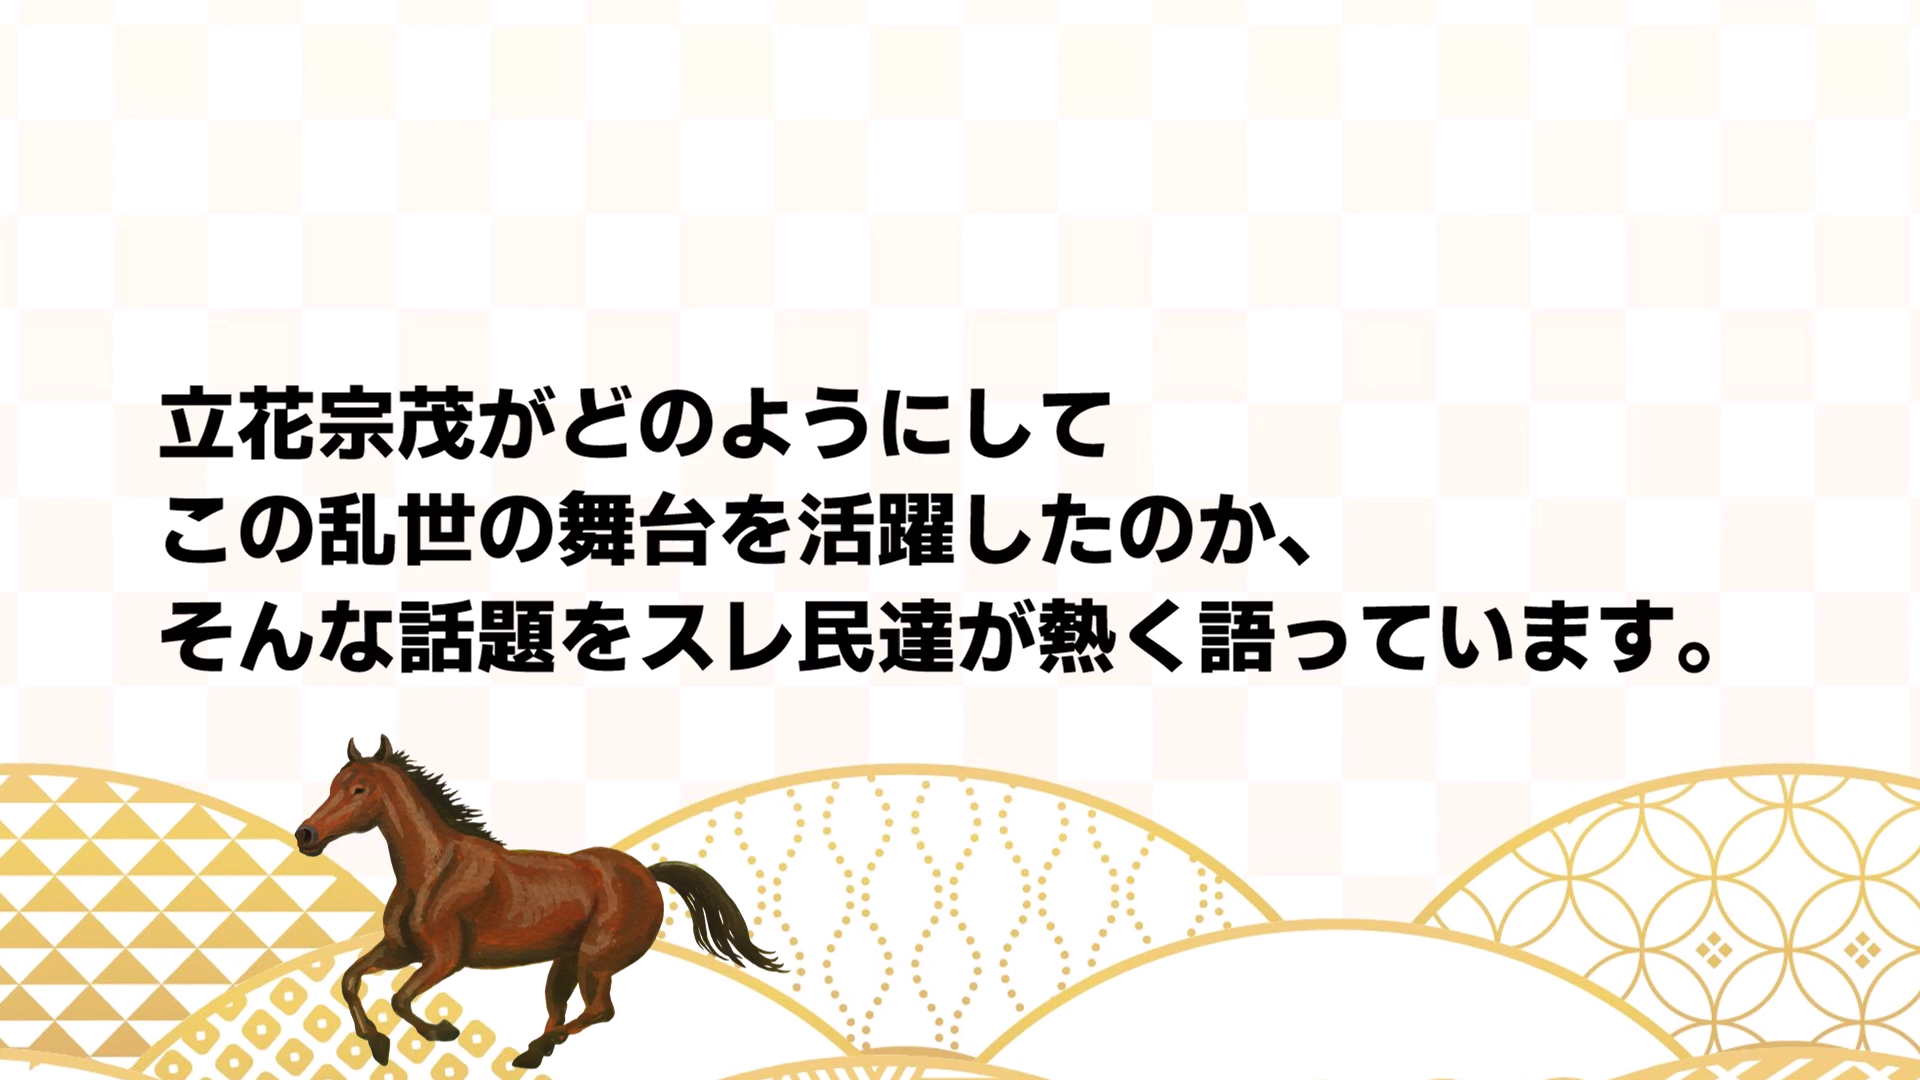 立花宗茂がどのようにして
この乱世の舞台を活躍したのか、
そんな話題をスレ民達が熱く語っています。